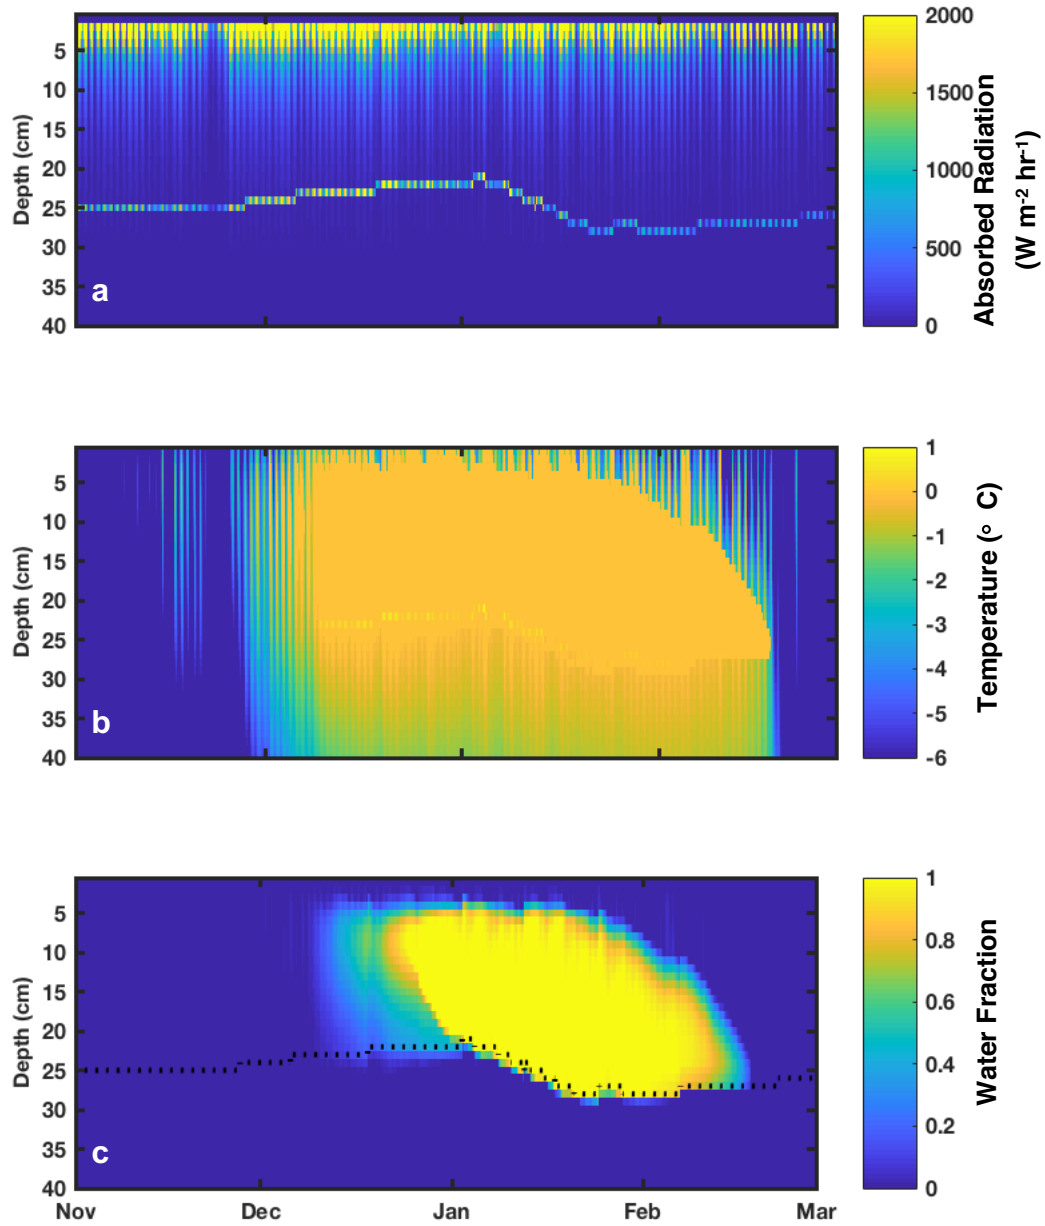 5
10
15
20
25
30
35
40
Depth (cm)
a
2000
1500
1000
500
0
Absorbed Radiation
(W m-2 hr-1)
5
10
15
20
25
30
35
40
Depth (cm)
b
1
0
-1
-2
-3
-4
-5
-6
Temperature (° C)
5
10
15
20
25
30
35
40
Depth (cm)
c
Nov
Dec
Jan
Feb
Mar
1
0.8
0.6
0.4
0.2
0
Water Fraction